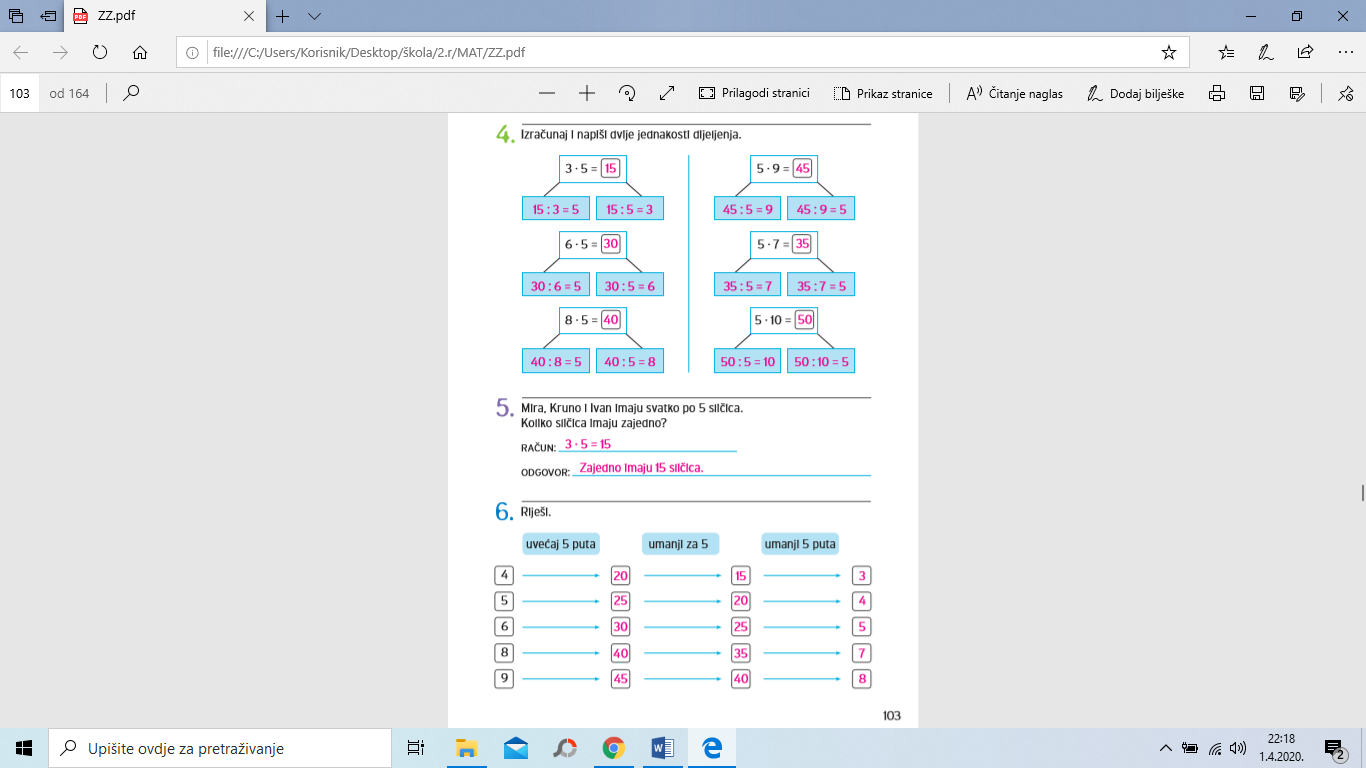 ZZ.pdf
file:///C:/Users/Korisnik/Desktop/škola/2.r/MAT/ZZ.pdf
103 od 164 Prilagodi stranici Prikaz stranice Čitanje naglas Dodaj bilješke
4. Izračunaj i napiši dvije jednakosti dijeljenja.
3 · 5 = 15 5 · 9 = 45
15 : 3 = 5 15 : 5 = 3 45 : 5 = 9 45 : 9 = 5
6 · 5 = 30 5 · 7 = 35
30 : 6 = 5 30 : 5 = 6 35 : 5 = 7 35 : 7 = 5
8 · 5 = 40 5 · 10 = 50
40 : 8 = 5 40 : 5 = 8 50 : 5 = 10 50 : 10 = 5
5. Mira, Kruno i Ivan imaju svatko po 5 sličica.
Koliko sličica imaju zajedno?
RAČUN: 3 · 5 = 15
ODGOVOR: Zajedno imaju 15 sličica.
6. Riješi.
uvećaj 5 puta umanji za 5 umanji 5 puta
4 20 15 3
5 25 20 4
6 30 25 5
8 40 35 7
9 45 40 8
103
Upišite ovdje za pretraživanje
22:18
1.4.2020.
2